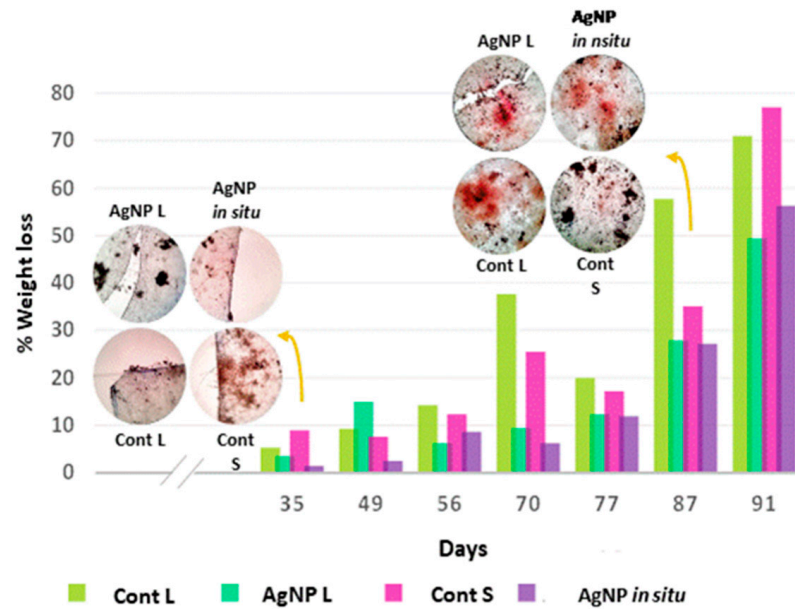 AgNP L
AgNP
in nsitu
80
70
60
50
40
30
20
10
0
% Weight loss
AgNP L
AgNP
in situ
Cont L
Cont
S
Cont L
Cont
S
35 49 56 70 77 87 91
Days
Cont L AgNP L Cont S AgNP in situ